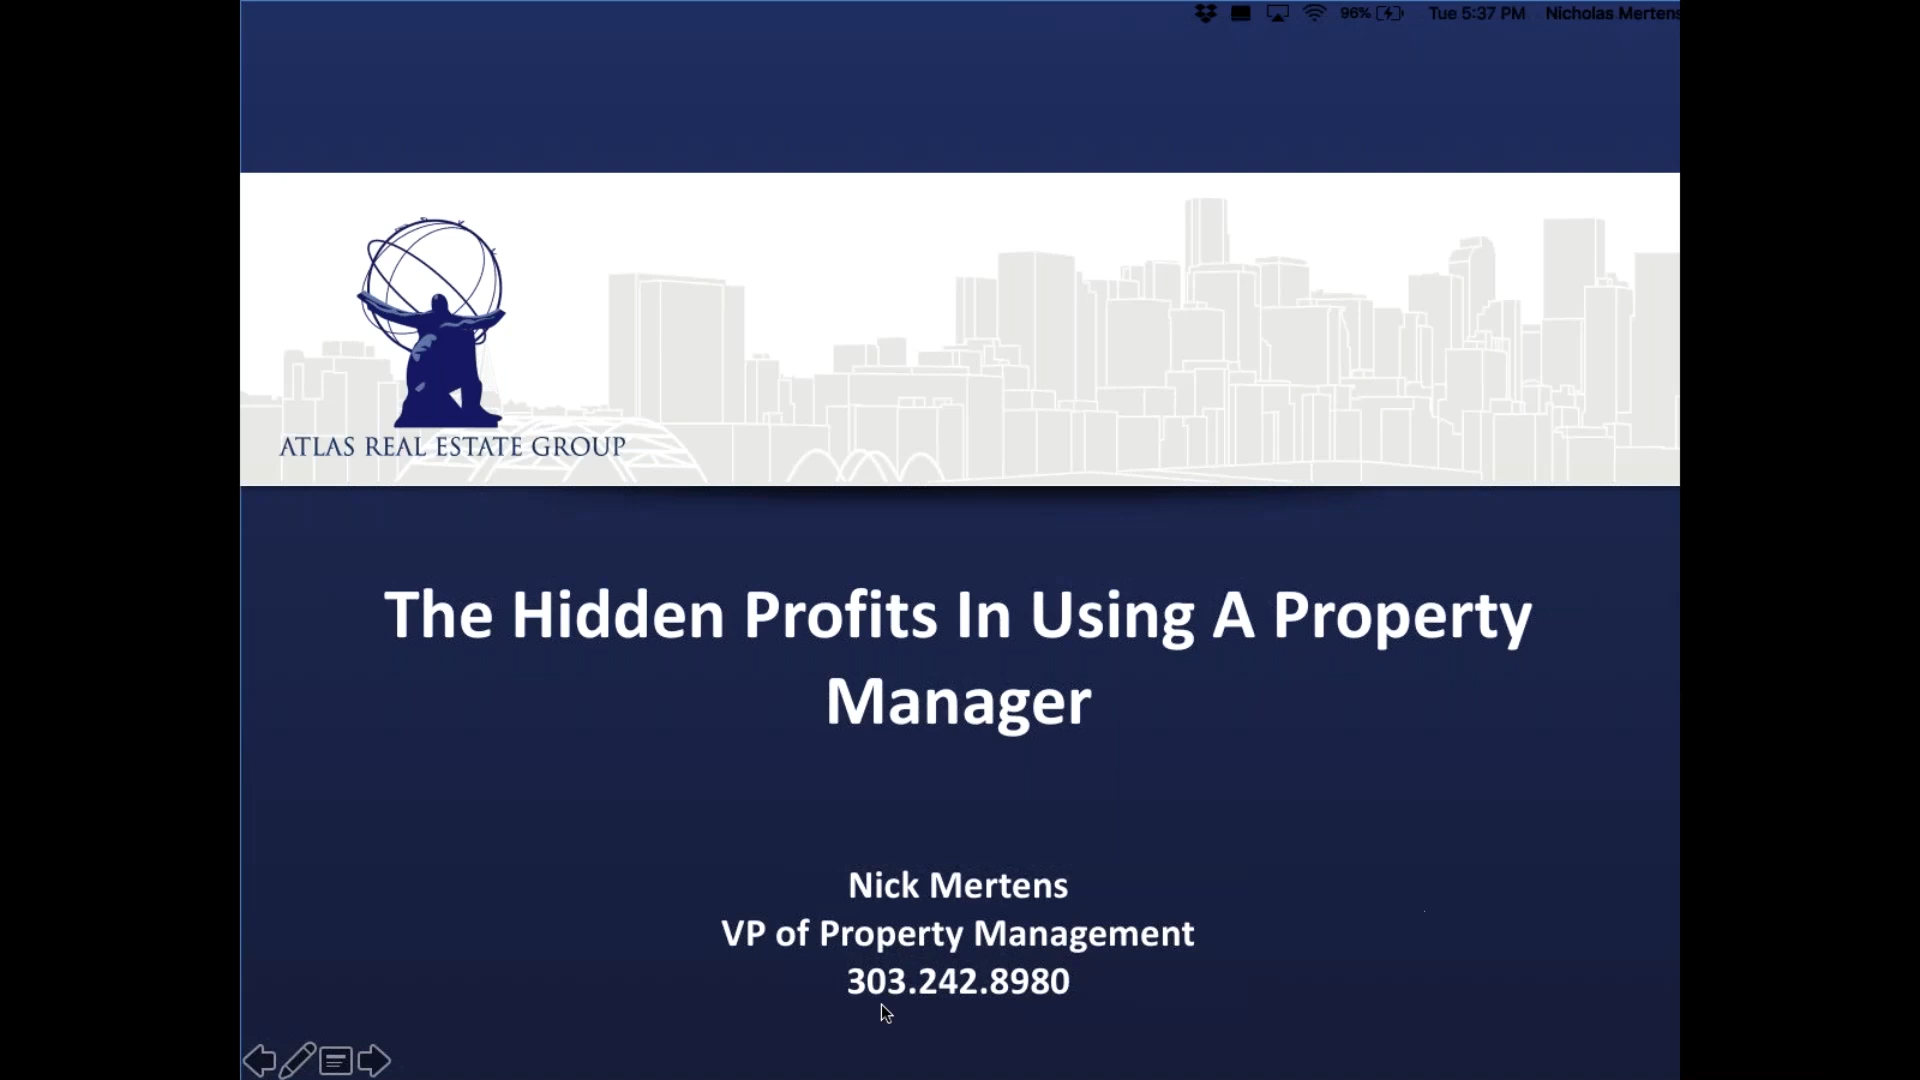 96% Tue 5:37 PM Nicholas Mertens
ATLAS REAL ESTATE GROUP
The Hidden Profits In Using A Property
Manager
Nick Mertens
VP of Property Management
303.242.8980